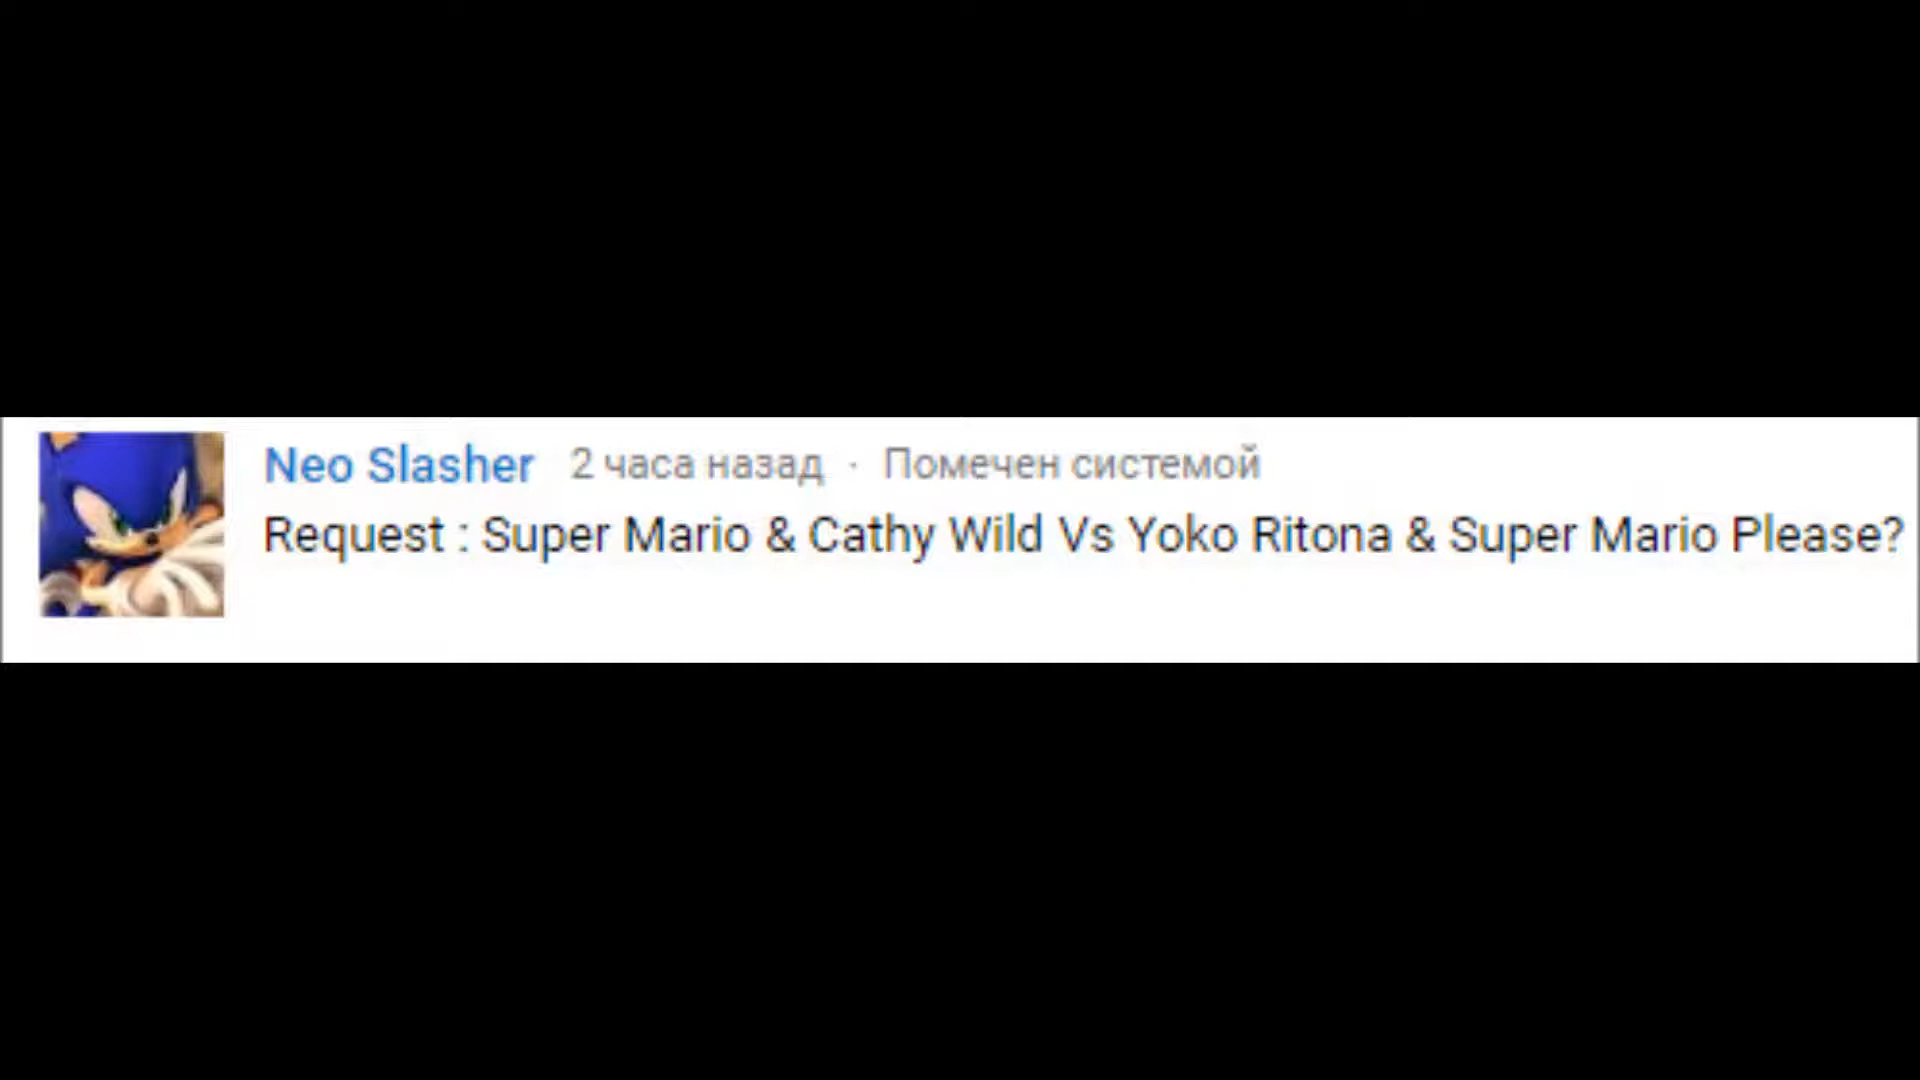 Neo Slasher 2 часа назад · Помечен системой
Request : Super Mario & Cathy Wild Vs Yoko Ritona & Super Mario Please?